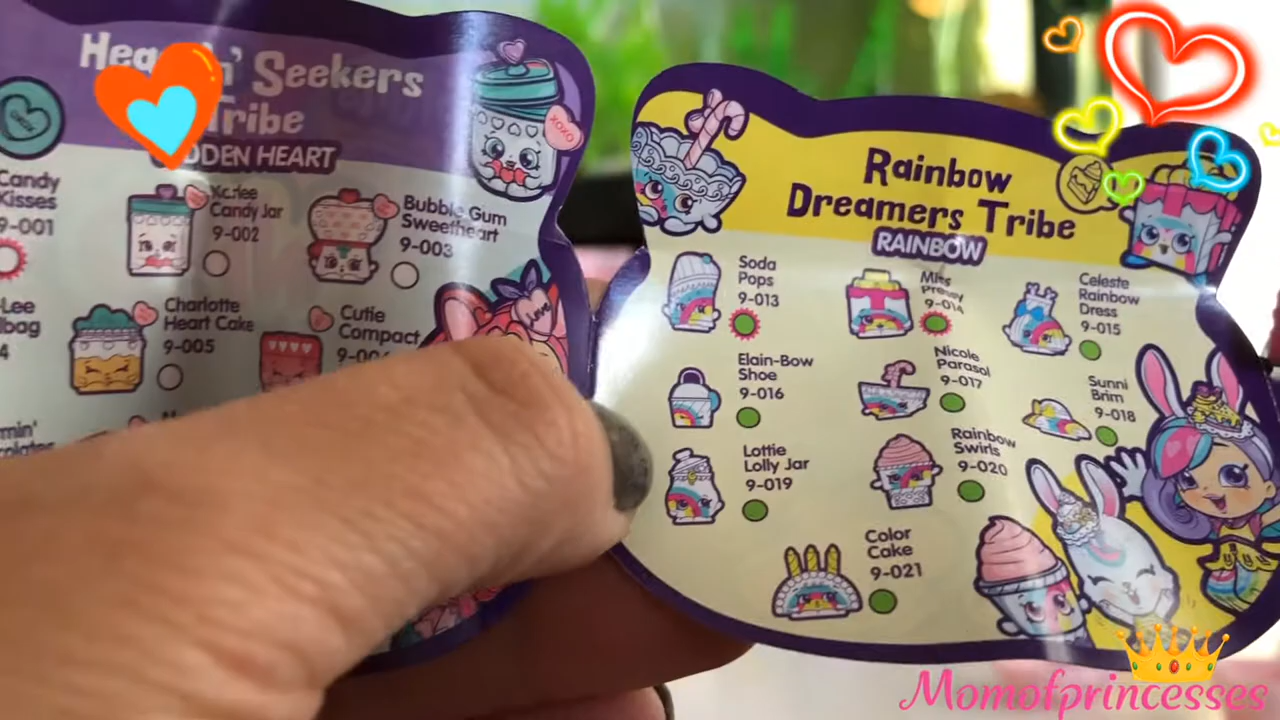 Seekers
Tribe
HEART
Candy
Kisses
9-001
Candy Jar
9-002
Bubble Gum
Sweetheart
9-003
Charlotte
Heart Cake
9-005
Cutie
Compact
Love
XOXO
Rainbow
Dreamers Tribe
RAINBOW
Soda
Pops
9-013
9-014
Celeste
Rainbow
Dress
9-015
Elain-Bow
Shoe
9-016
Nicole
Parasol
9-017
Sunni
Brim
9-018
Lottie
Lolly Jar
9-019
Rainbow
Swirls
9-020
Color
Cake
9-021
Momofprincesses